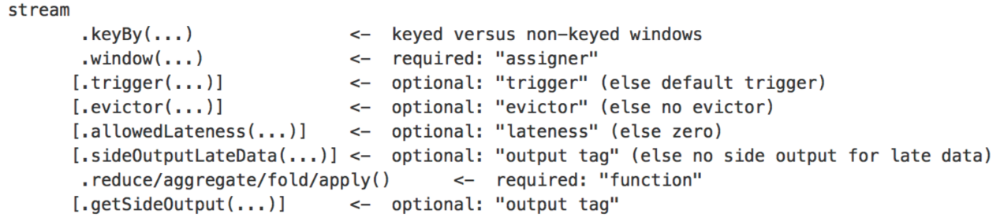 stream
.keyBy(...) <- keyed versus non-keyed windows
.window(...) <- required: "assigner"
[.trigger(...)] <- optional: "trigger" (else default trigger)
[.evictor(...)] <- optional: "evictor" (else no evictor)
[.allowedLateness(...)] <- optional: "lateness" (else zero)
[.sideOutputLateData(...)] <- optional: "output tag" (else no side output for late data)
.reduce/aggregate/fold/apply() <- required: "function"
[.getSideOutput(...)] <- optional: "output tag"